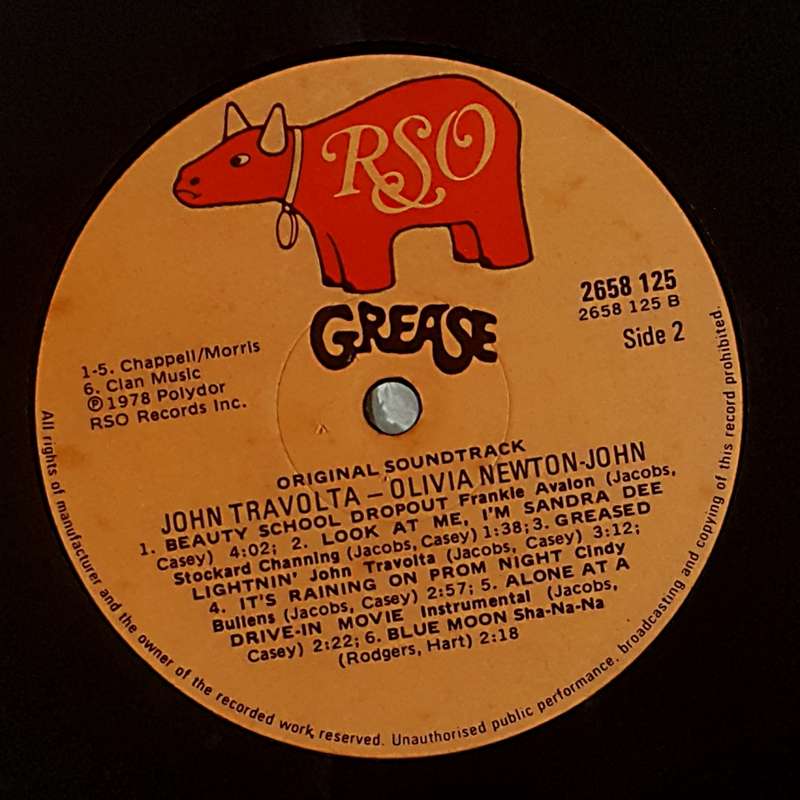 RSO
GREASE
2658 125
2658 125 B
Side 2
1-5. Chappell/Morris
6. Clan Music
℗1978 Polydor
RSO Records Inc.
ORIGINAL SOUNDTRACK
JOHN TRAVOLTA – OLIVIA NEWTON-JOHN
1. BEAUTY SCHOOL DROPOUT Frankie Avalon (Jacobs,
Casey) 4:02; 2. LOOK AT ME, I'M SANDRA DEE
Stockard Channing (Jacobs, Casey) 1:38; 3. GREASED
LIGHTNIN' John Travolta (Jacobs, Casey) 3:12;
4. IT'S RAINING ON PROM NIGHT Cindy
Bullens (Jacobs, Casey) 2:57; 5. ALONE AT A
DRIVE-IN MOVIE Instrumental (Jacobs,
Casey) 2:22; 6. BLUE MOON Sha-Na-Na
(Rodgers, Hart) 2:18
All rights of manufacturer and the owner of the recorded work reserved. Unauthorised public performance, broadcasting and copying of this record prohibited.